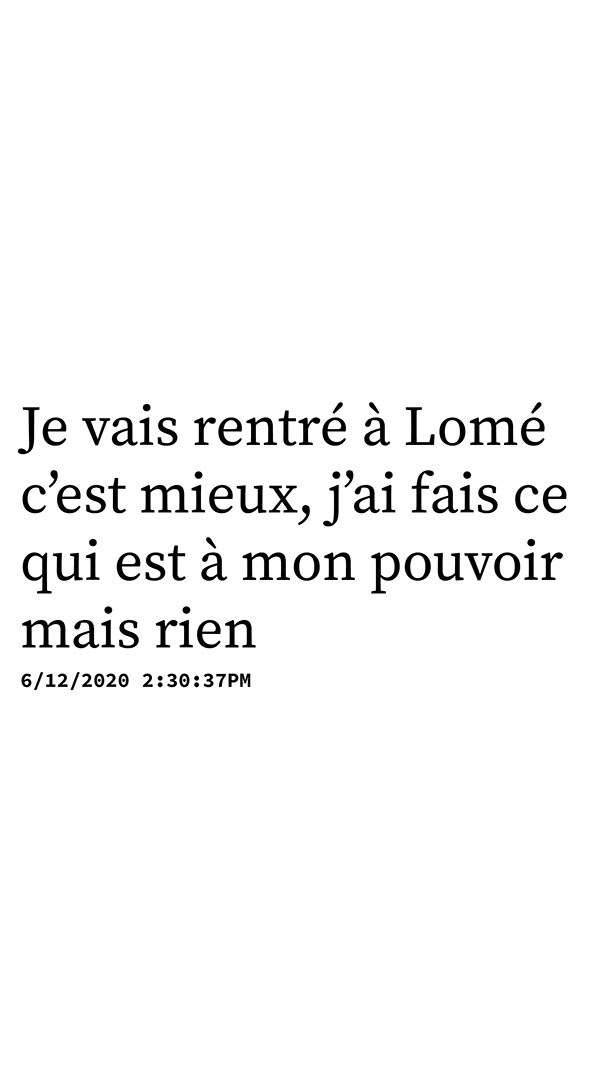 Je vais rentré à Lomé
c’est mieux, j’ai fais ce
qui est à mon pouvoir
mais rien
6/12/2020 2:30:37PM